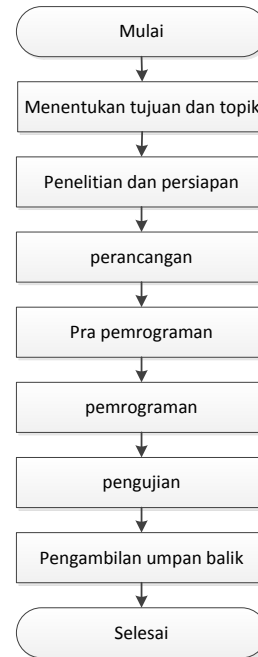 Mulai
Menentukan tujuan dan topik
Penelitian dan persiapan
perancangan
Pra pemrograman
pemrograman
pengujian
Pengambilan umpan balik
Selesai